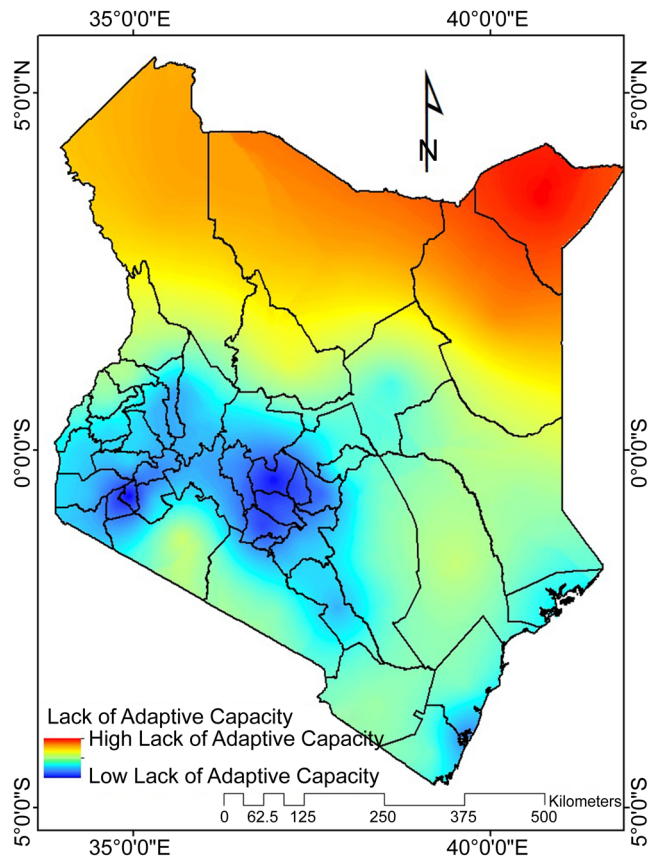 35°0'0"E 40°0'0"E
5°0'0"N 5°0'0"N
N
0°0'0"S 0°0'0"S
Lack of Adaptive Capacity
High Lack of Adaptive Capacity
Low Lack of Adaptive Capacity
Kilometers
0 62.5 125 250 375 500
5°0'0"S 5°0'0"S
35°0'0"E 40°0'0"E